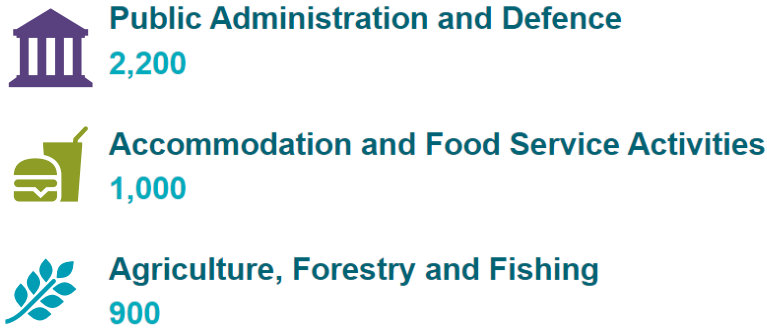 Public Administration and Defence
2,200
Accommodation and Food Service Activities
1,000
Agriculture, Forestry and Fishing
900